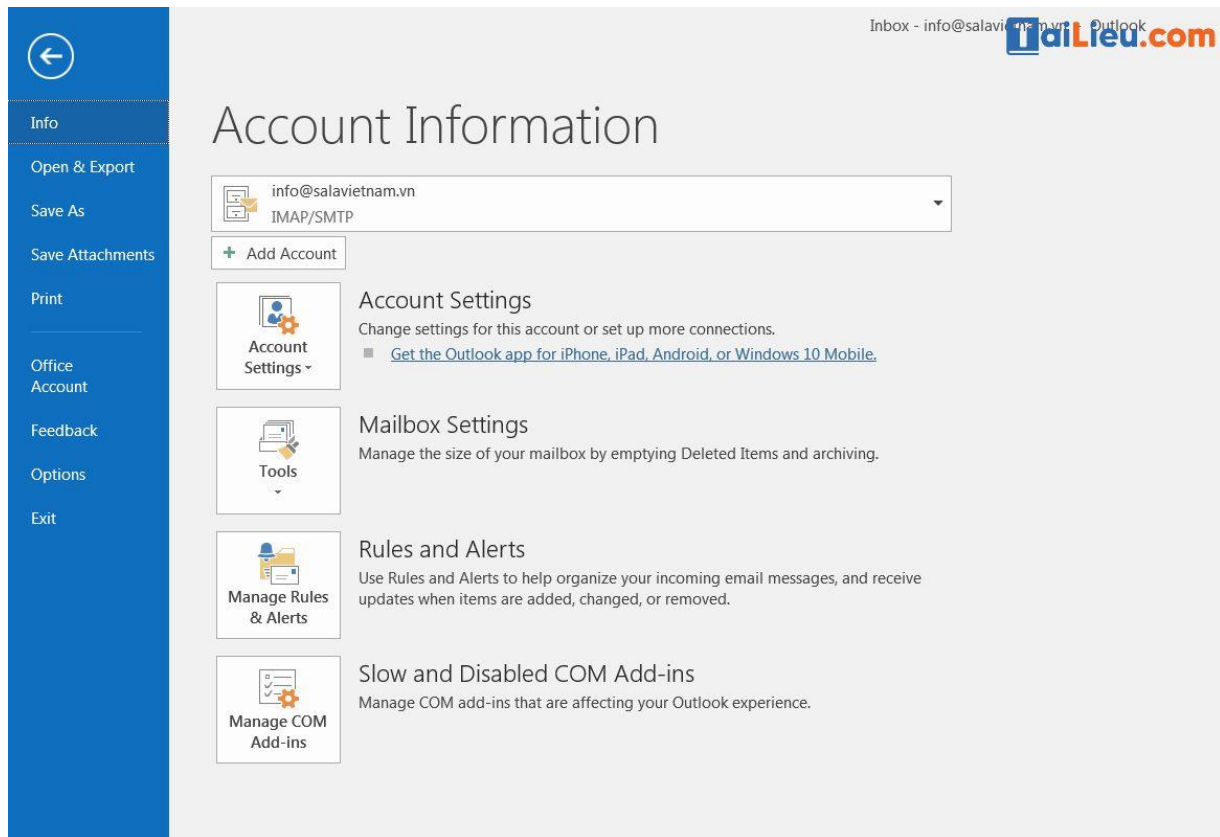 Inbox - info@salavietnam.vn - Outlook
TaiLieu.com
Info
Open & Export
Save As
Save Attachments
Print
Office
Account
Feedback
Options
Exit
Account Information
info@salavietnam.vn
IMAP/SMTP
+ Add Account
Account
Settings
Account Settings
Change settings for this account or set up more connections.
Get the Outlook app for iPhone, iPad, Android, or Windows 10 Mobile.
Tools
Mailbox Settings
Manage the size of your mailbox by emptying Deleted Items and archiving.
Manage Rules
& Alerts
Rules and Alerts
Use Rules and Alerts to help organize your incoming email messages, and receive
updates when items are added, changed, or removed.
Manage COM
Add-ins
Slow and Disabled COM Add-ins
Manage COM add-ins that are affecting your Outlook experience.